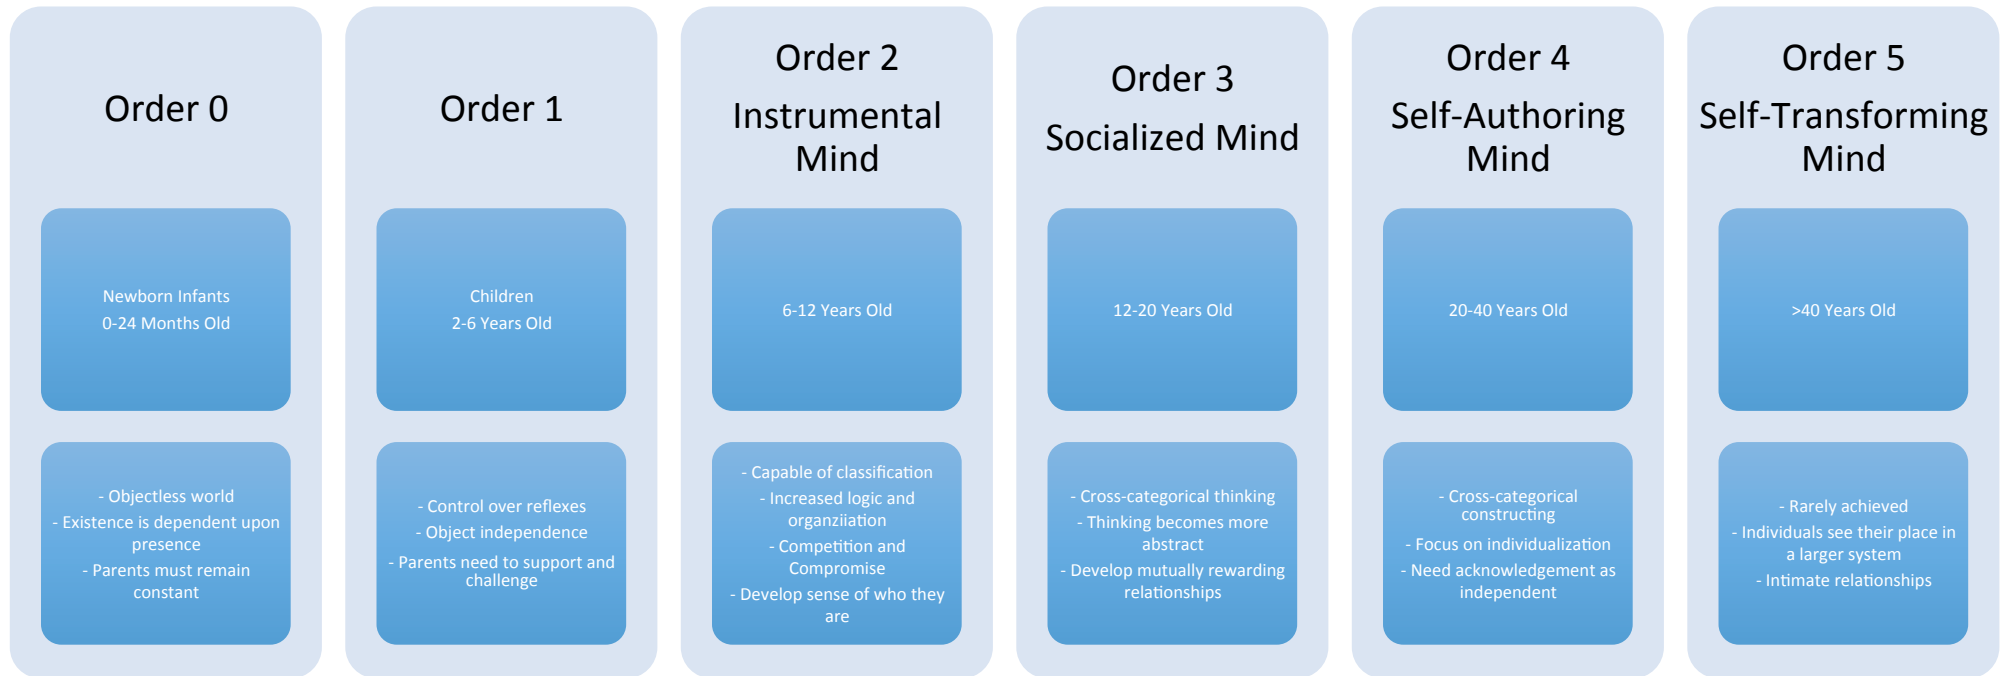 Order 0
Newborn Infants
0-24 Months Old
- Objectless world
- Existence is dependent upon
presence
- Parents must remain
constant
Order 1
Children
2-6 Years Old
- Control over reflexes
- Object independence
- Parents need to support and
challenge
Order 2
Instrumental
Mind
6-12 Years Old
- Capable of classification
- Increased logic and
organziiation
- Competition and
Compromise
- Develop sense of who they
are
Order 3
Socialized Mind
12-20 Years Old
- Cross-categorical thinking
- Thinking becomes more
abstract
- Develop mutually rewarding
relationships
Order 4
Self-Authoring
Mind
20-40 Years Old
- Cross-categorical
constructing
- Focus on individualization
- Need acknowledgement as
independent
Order 5
Self-Transforming
Mind
>40 Years Old
- Rarely achieved
- Individuals see their place in
a larger system
- Intimate relationships